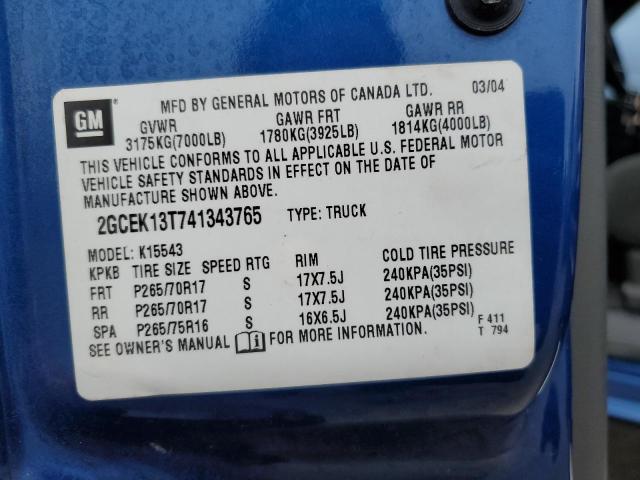 GM
MFD BY GENERAL MOTORS OF CANADA LTD. 03/04
GVWR GAWR FRT GAWR RR
3175KG(7000LB) 1780KG(3925LB) 1814KG(4000LB)
THIS VEHICLE CONFORMS TO ALL APPLICABLE U.S. FEDERAL MOTOR
VEHICLE SAFETY STANDARDS IN EFFECT ON THE DATE OF
MANUFACTURE SHOWN ABOVE.
2GCEK13T741343765 TYPE: TRUCK
MODEL: K15543
KPKB TIRE SIZE SPEED RTG RIM COLD TIRE PRESSURE
FRT P265/70R17 S 17X7.5J 240KPA(35PSI)
RR P265/70R17 S 17X7.5J 240KPA(35PSI)
SPA P265/75R16 S 16X6.5J 240KPA(35PSI)
SEE OWNER'S MANUAL FOR MORE INFORMATION.
F 411
T 794